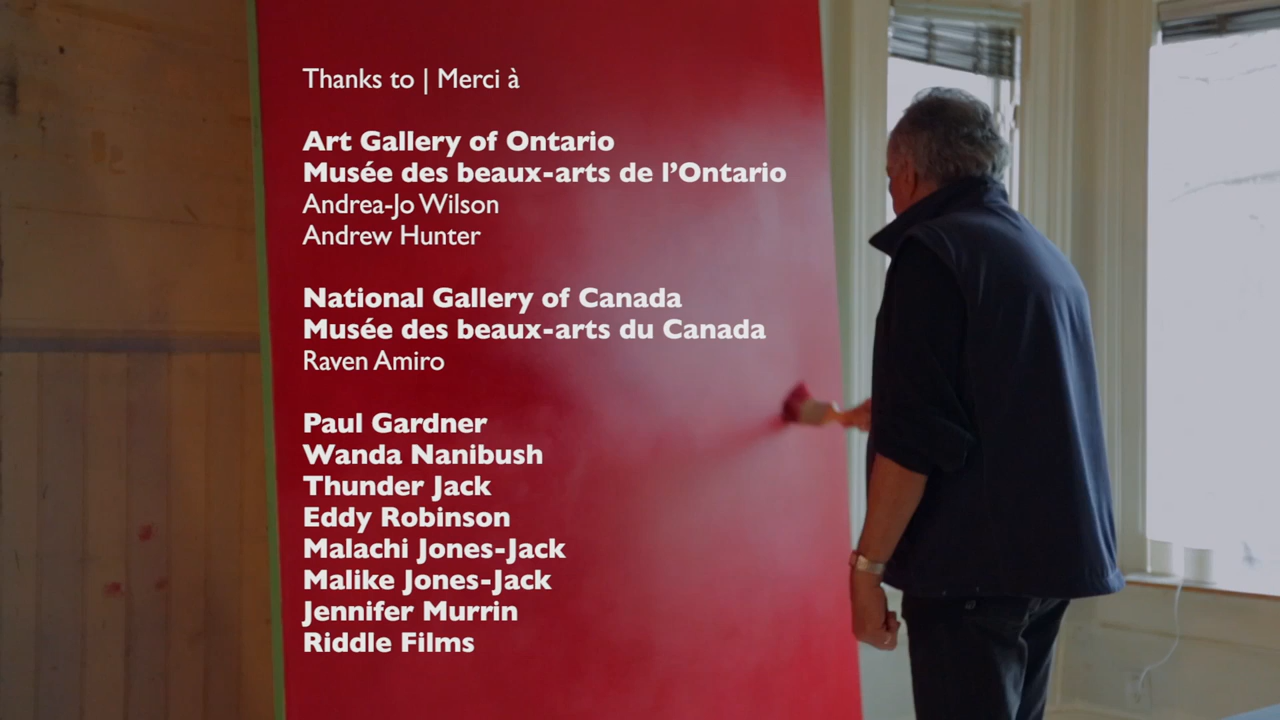 Thanks to | Merci à
Art Gallery of Ontario
Musée des beaux-arts de l’Ontario
Andrea-Jo Wilson
Andrew Hunter
National Gallery of Canada
Musée des beaux-arts du Canada
Raven Amiro
Paul Gardner
Wanda Nanibush
Thunder Jack
Eddy Robinson
Malachi Jones-Jack
Malike Jones-Jack
Jennifer Murrin
Riddle Films